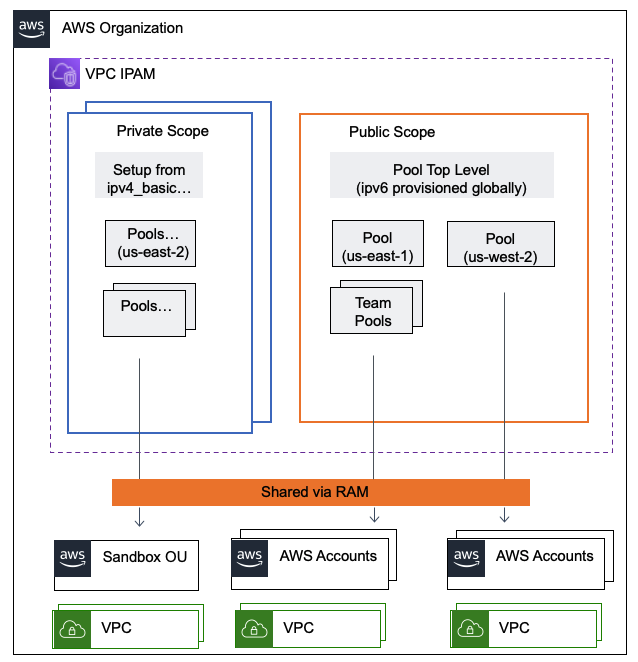 aws
AWS Organization
VPC IPAM
Private Scope
Setup from
ipv4_basic...
Pools...
(us-east-2)
Pools...
Public Scope
Pool Top Level
(ipv6 provisioned globally)
Pool
(us-east-1)
Pool
(us-west-2)
Team
Pools
Shared via RAM
aws
Sandbox OU
aws
AWS Accounts
aws
AWS Accounts
VPC
VPC
VPC